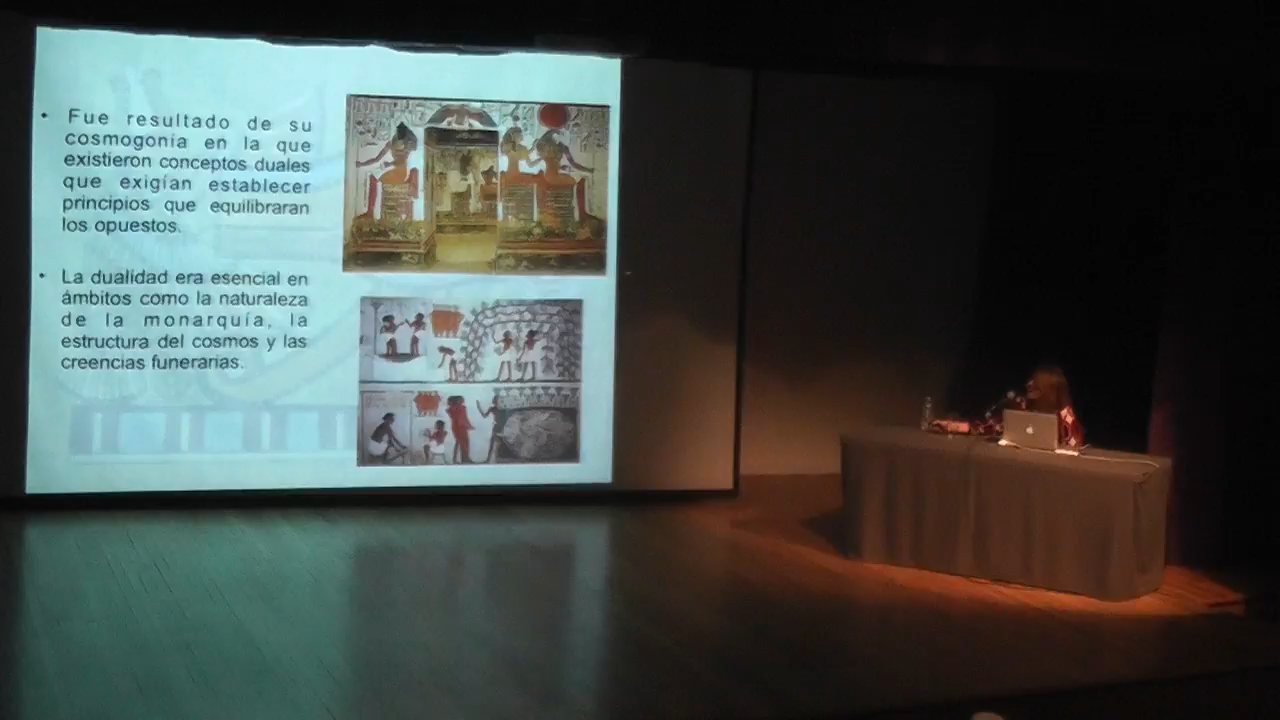 • Fue resultado de su
cosmogonía en la que
existieron conceptos duales
que exigían establecer
principios que equilibraran
los opuestos.
• La dualidad era esencial en
ámbitos como la naturaleza
de la monarquía, la
estructura del cosmos y las
creencias funerarias.